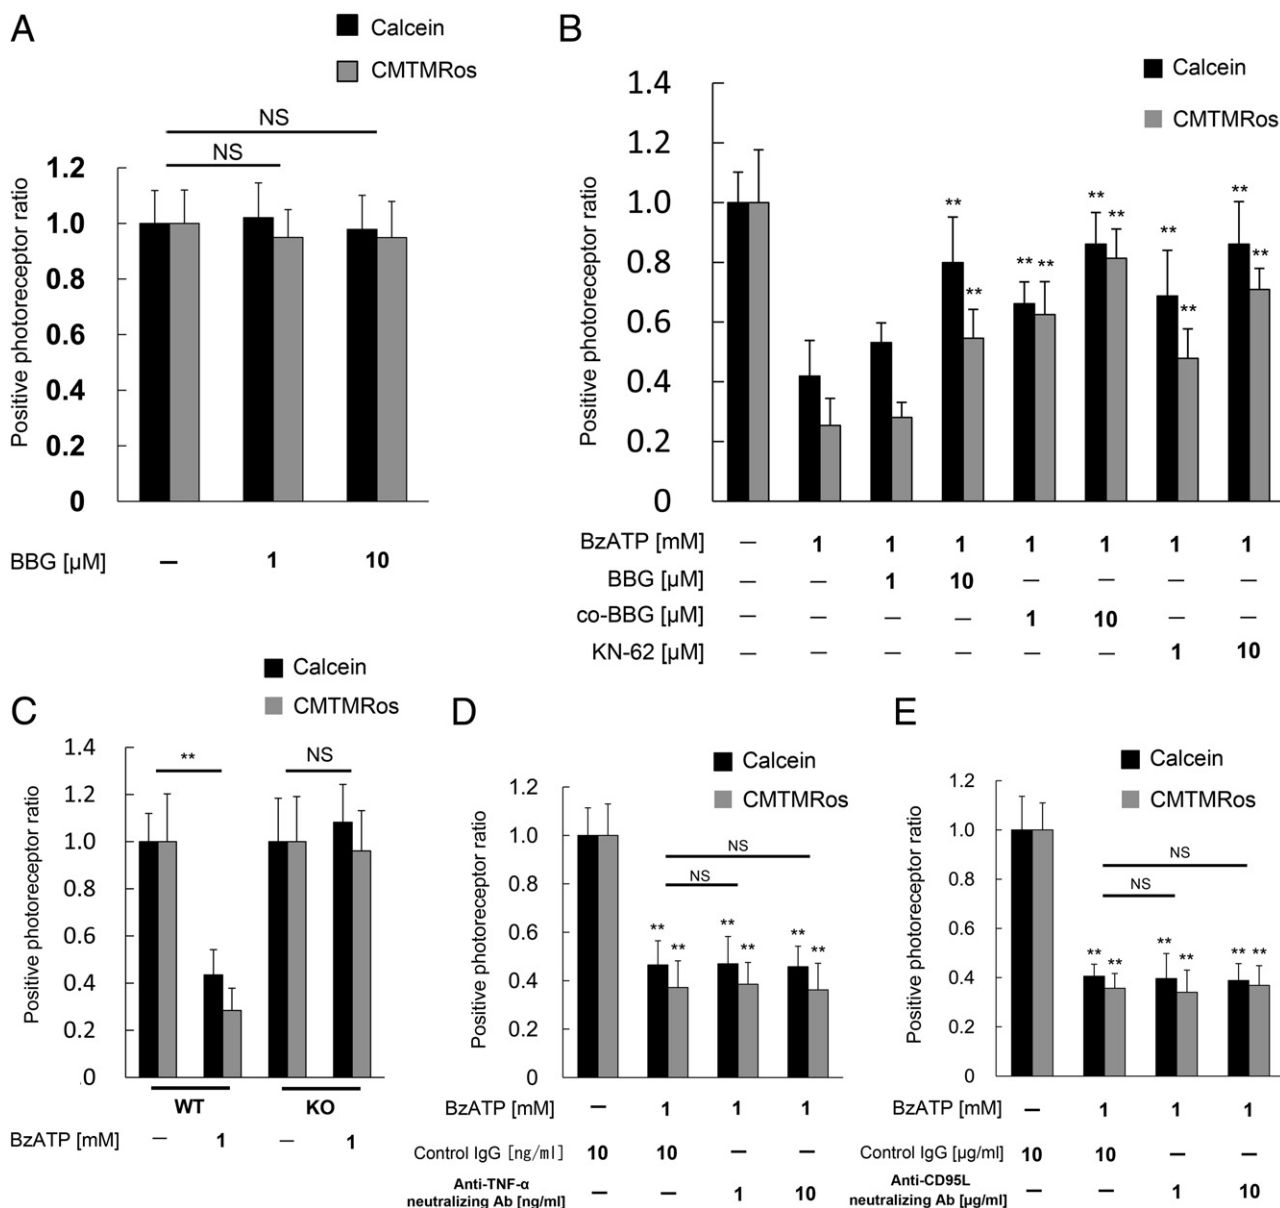 A
Calcein
CMTMRos
NS
NS
Positive photoreceptor ratio
1.2
1.0
0.8
0.6
0.4
0.2
0
BBG [µM] — 1 10
B
Calcein
CMTMRos
Positive photoreceptor ratio
1.4
1.2
1.0
0.8
0.6
0.4
0.2
0
** ** ** ** ** ** ** ** ** **
BzATP [mM] — 1 1 1 1 1 1 1
BBG [µM] — — 1 10 — — — —
co-BBG [µM] — — — — 1 10 — —
KN-62 [µM] — — — — — — 1 10
C
Calcein
CMTMRos
Positive photoreceptor ratio
1.4
1.2
1.0
0.8
0.6
0.4
0.2
.0
** NS
WT KO
BzATP [mM] — 1 — 1
D
Calcein
CMTMRos
Positive photoreceptor ratio
1.2
1.0
0.8
0.6
0.4
0.2
0
NS
NS
** ** ** ** ** **
BzATP [mM] — 1 1 1
Control IgG [ng/ml] 10 10 — —
Anti-TNF-α
neutralizing Ab [ng/ml] — — 1 10
E
Calcein
CMTMRos
Positive photoreceptor ratio
1.2
1.0
0.8
0.6
0.4
0.2
0
NS
NS
** ** ** ** ** **
BzATP [mM] — 1 1 1
Control IgG [µg/ml] 10 10 — —
Anti-CD95L
neutralizing Ab [µg/ml] — — 1 10